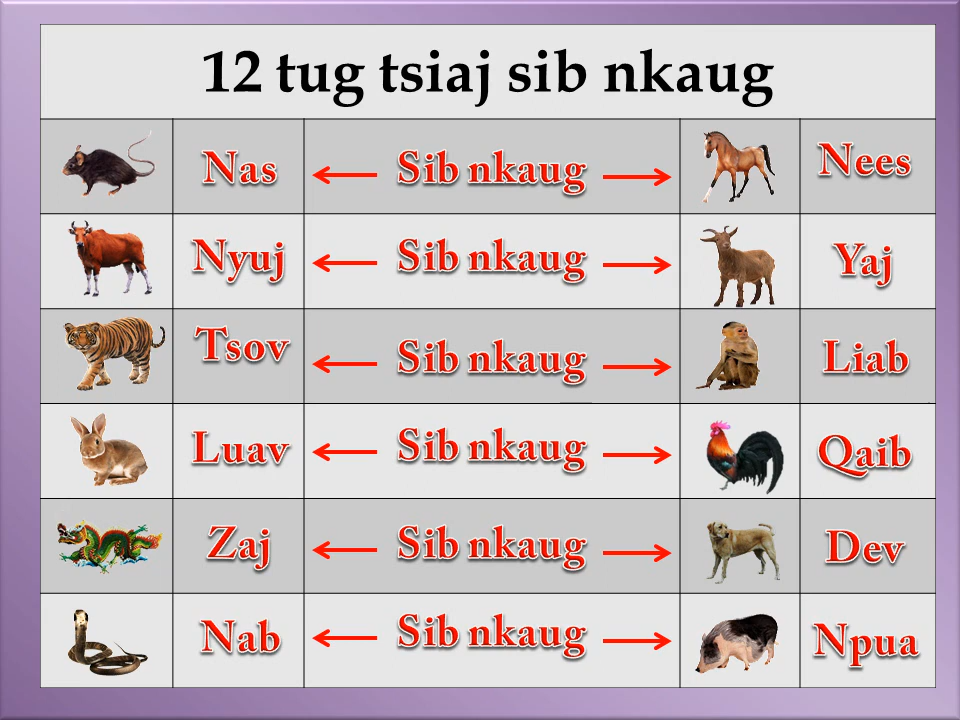 12 tug tsiaj sib nkaug
Nas Sib nkaug Nees
Nyuj Sib nkaug Yaj
Tsov Sib nkaug Liab
Luav Sib nkaug Qaib
Zaj Sib nkaug Dev
Nab Sib nkaug Npua